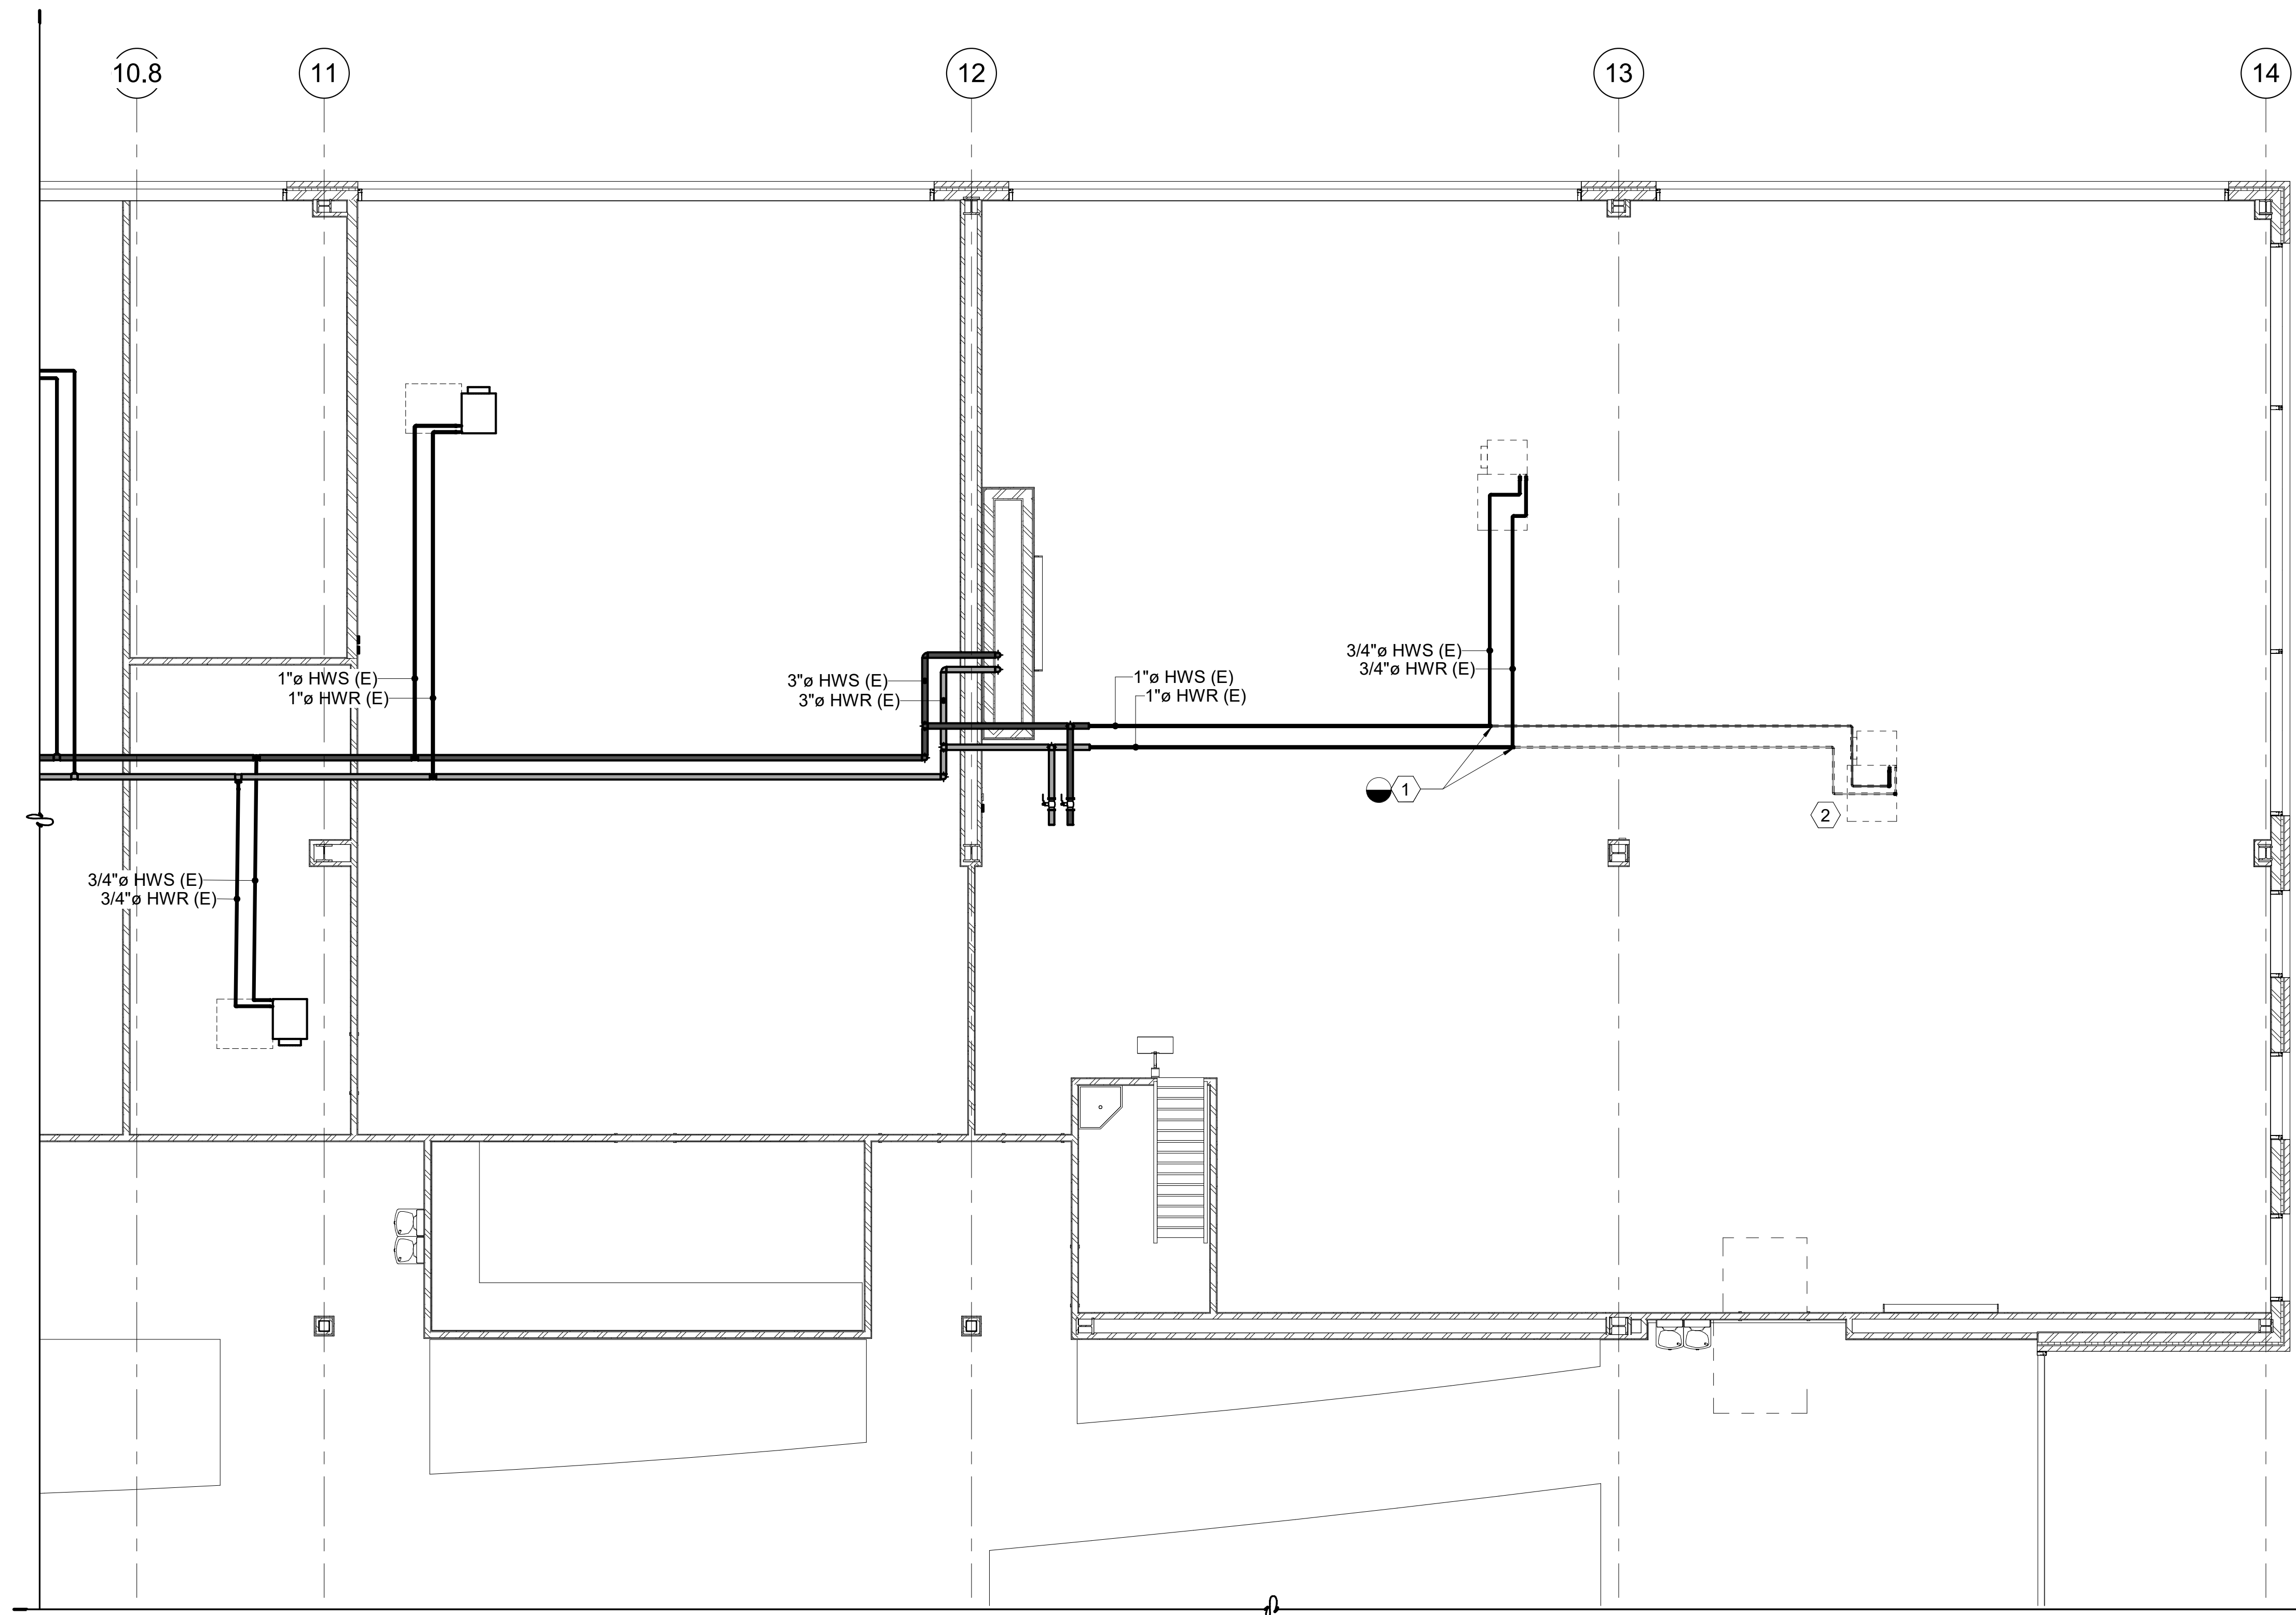 10.8
11
12
13
14
3/4"ø HWS (E)
3/4"ø HWR (E)
1"ø HWS (E)
1"ø HWR (E)
3"ø HWS (E)
3"ø HWR (E)
1"ø HWS (E)
1"ø HWR (E)
1
2
3/4"ø HWS (E)
3/4"ø HWR (E)